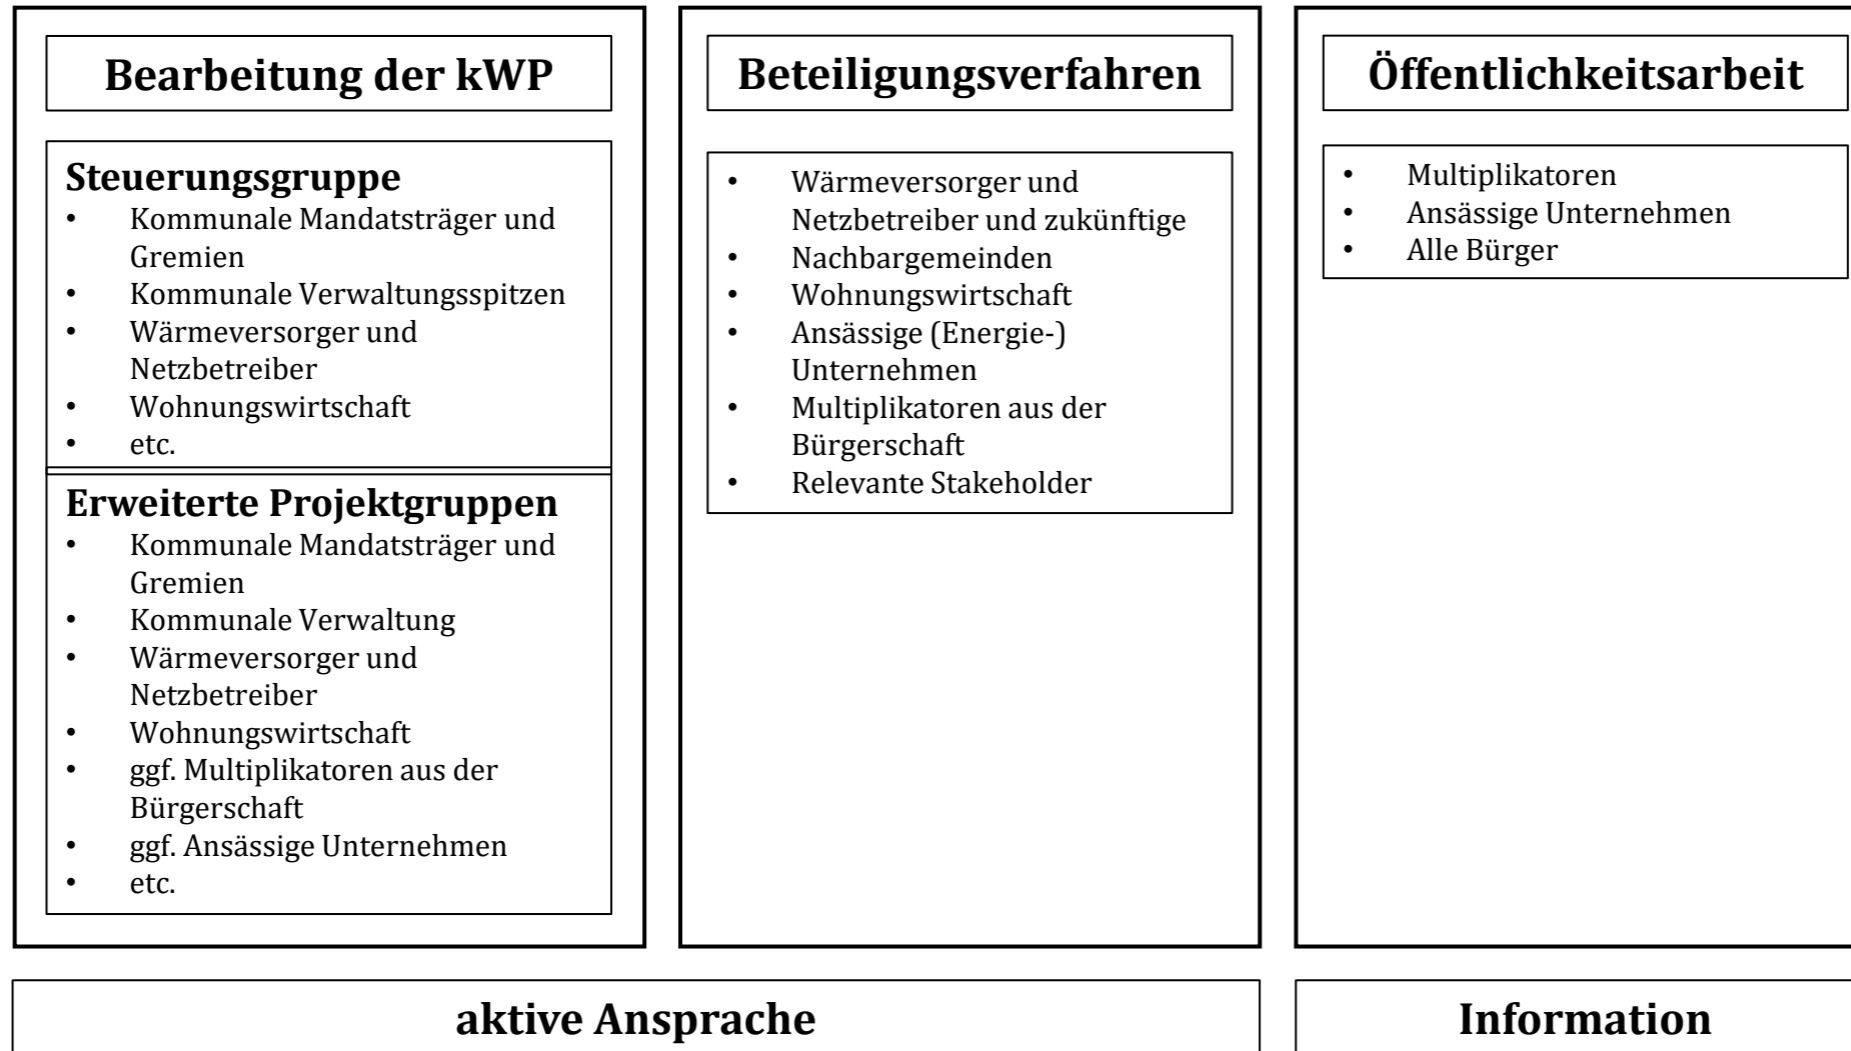 Bearbeitung der kWP
Steuerungsgruppe
• Kommunale Mandatsträger und
Gremien
• Kommunale Verwaltungsspitzen
• Wärmeversorger und
Netzbetreiber
• Wohnungswirtschaft
• etc.
Erweiterte Projektgruppen
• Kommunale Mandatsträger und
Gremien
• Kommunale Verwaltung
• Wärmeversorger und
Netzbetreiber
• Wohnungswirtschaft
• ggf. Multiplikatoren aus der
Bürgerschaft
• ggf. Ansässige Unternehmen
• etc.
Beteiligungsverfahren
• Wärmeversorger und
Netzbetreiber und zukünftige
• Nachbargemeinden
• Wohnungswirtschaft
• Ansässige (Energie-)
Unternehmen
• Multiplikatoren aus der
Bürgerschaft
• Relevante Stakeholder
Öffentlichkeitsarbeit
• Multiplikatoren
• Ansässige Unternehmen
• Alle Bürger
aktive Ansprache
Information